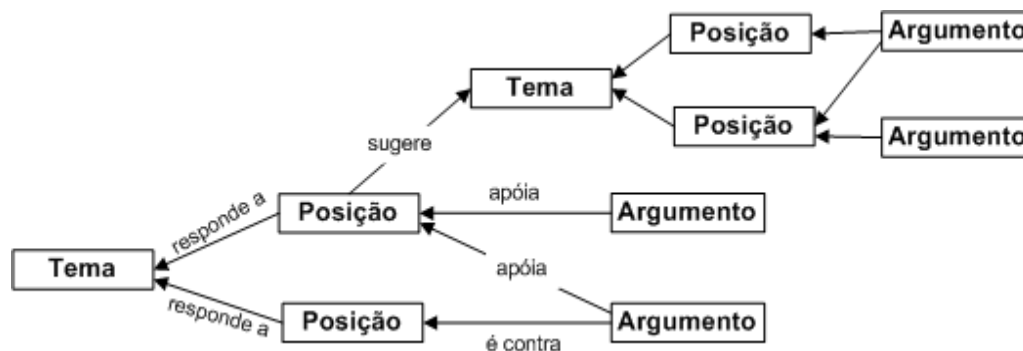 Posição
Argumento
Tema
Posição
Argumento
sugere
responde a
Posição
apóia
Argumento
Tema
apóia
responde a
Posição
é contra
Argumento